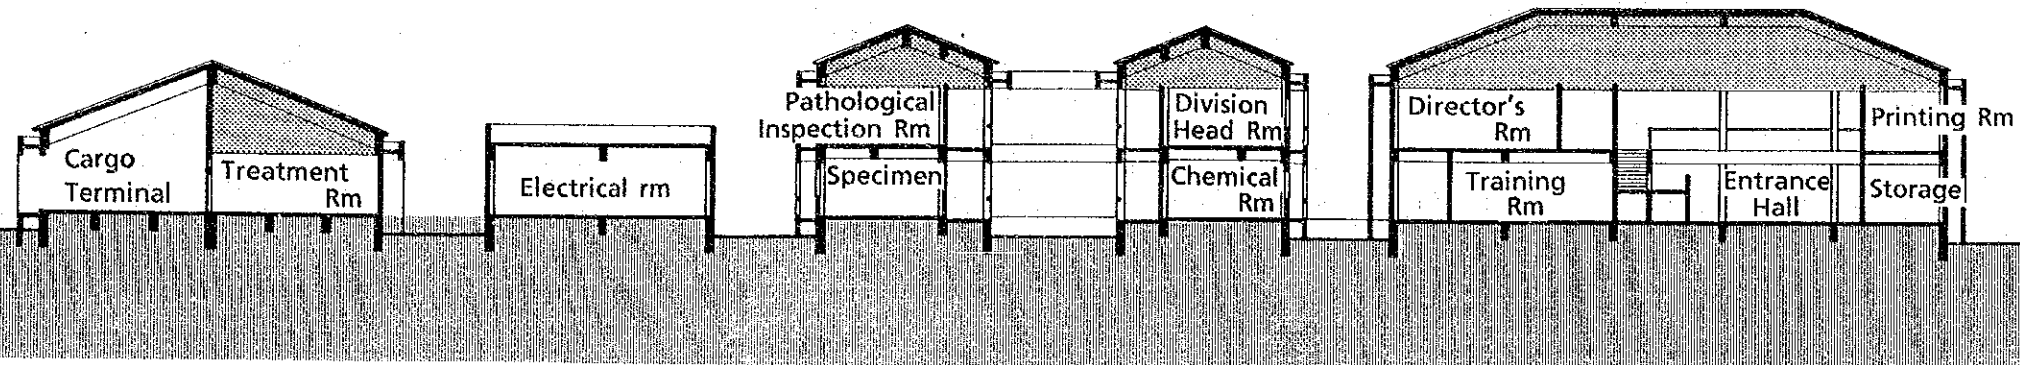 Cargo
Terminal
Treatment
Rm
Electrical rm
Pathological
Inspection Rm
Specimen
Division
Head Rm
Chemical
Rm
Director's
Rm
Training
Rm
Entrance
Hall
Printing Rm
Storage